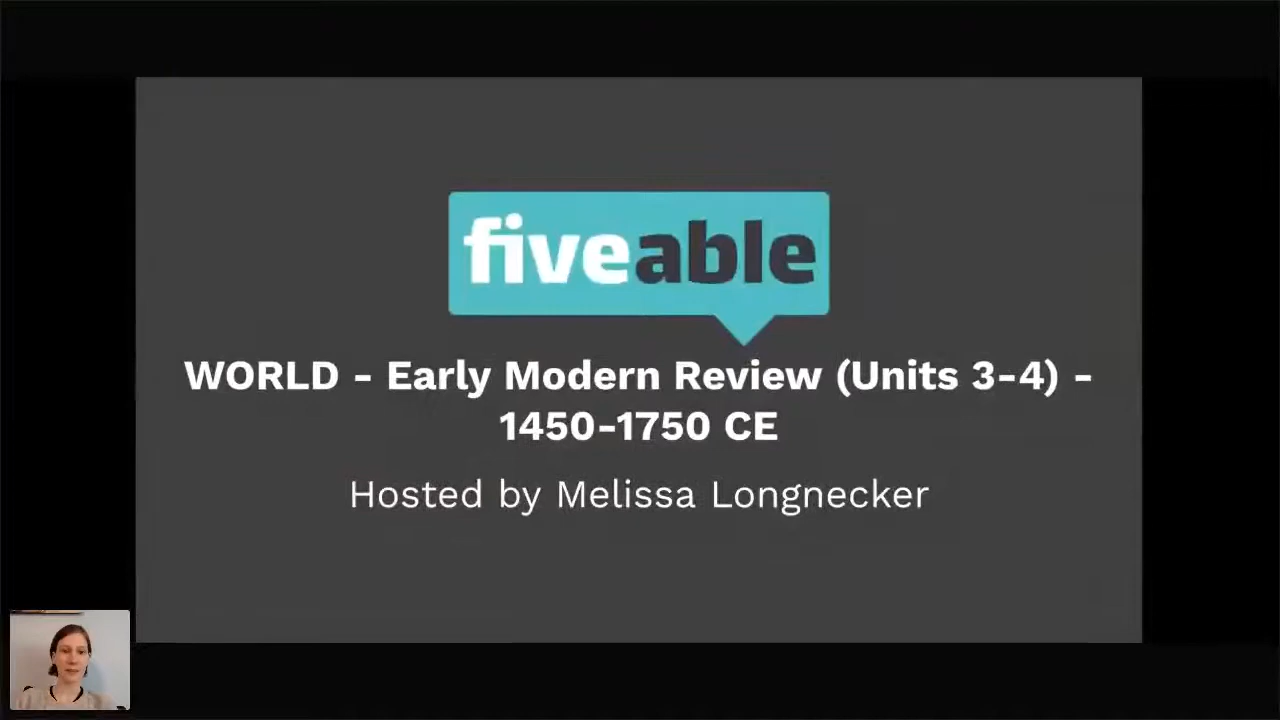 fiveable
WORLD - Early Modern Review (Units 3-4) -
1450-1750 CE
Hosted by Melissa Longnecker